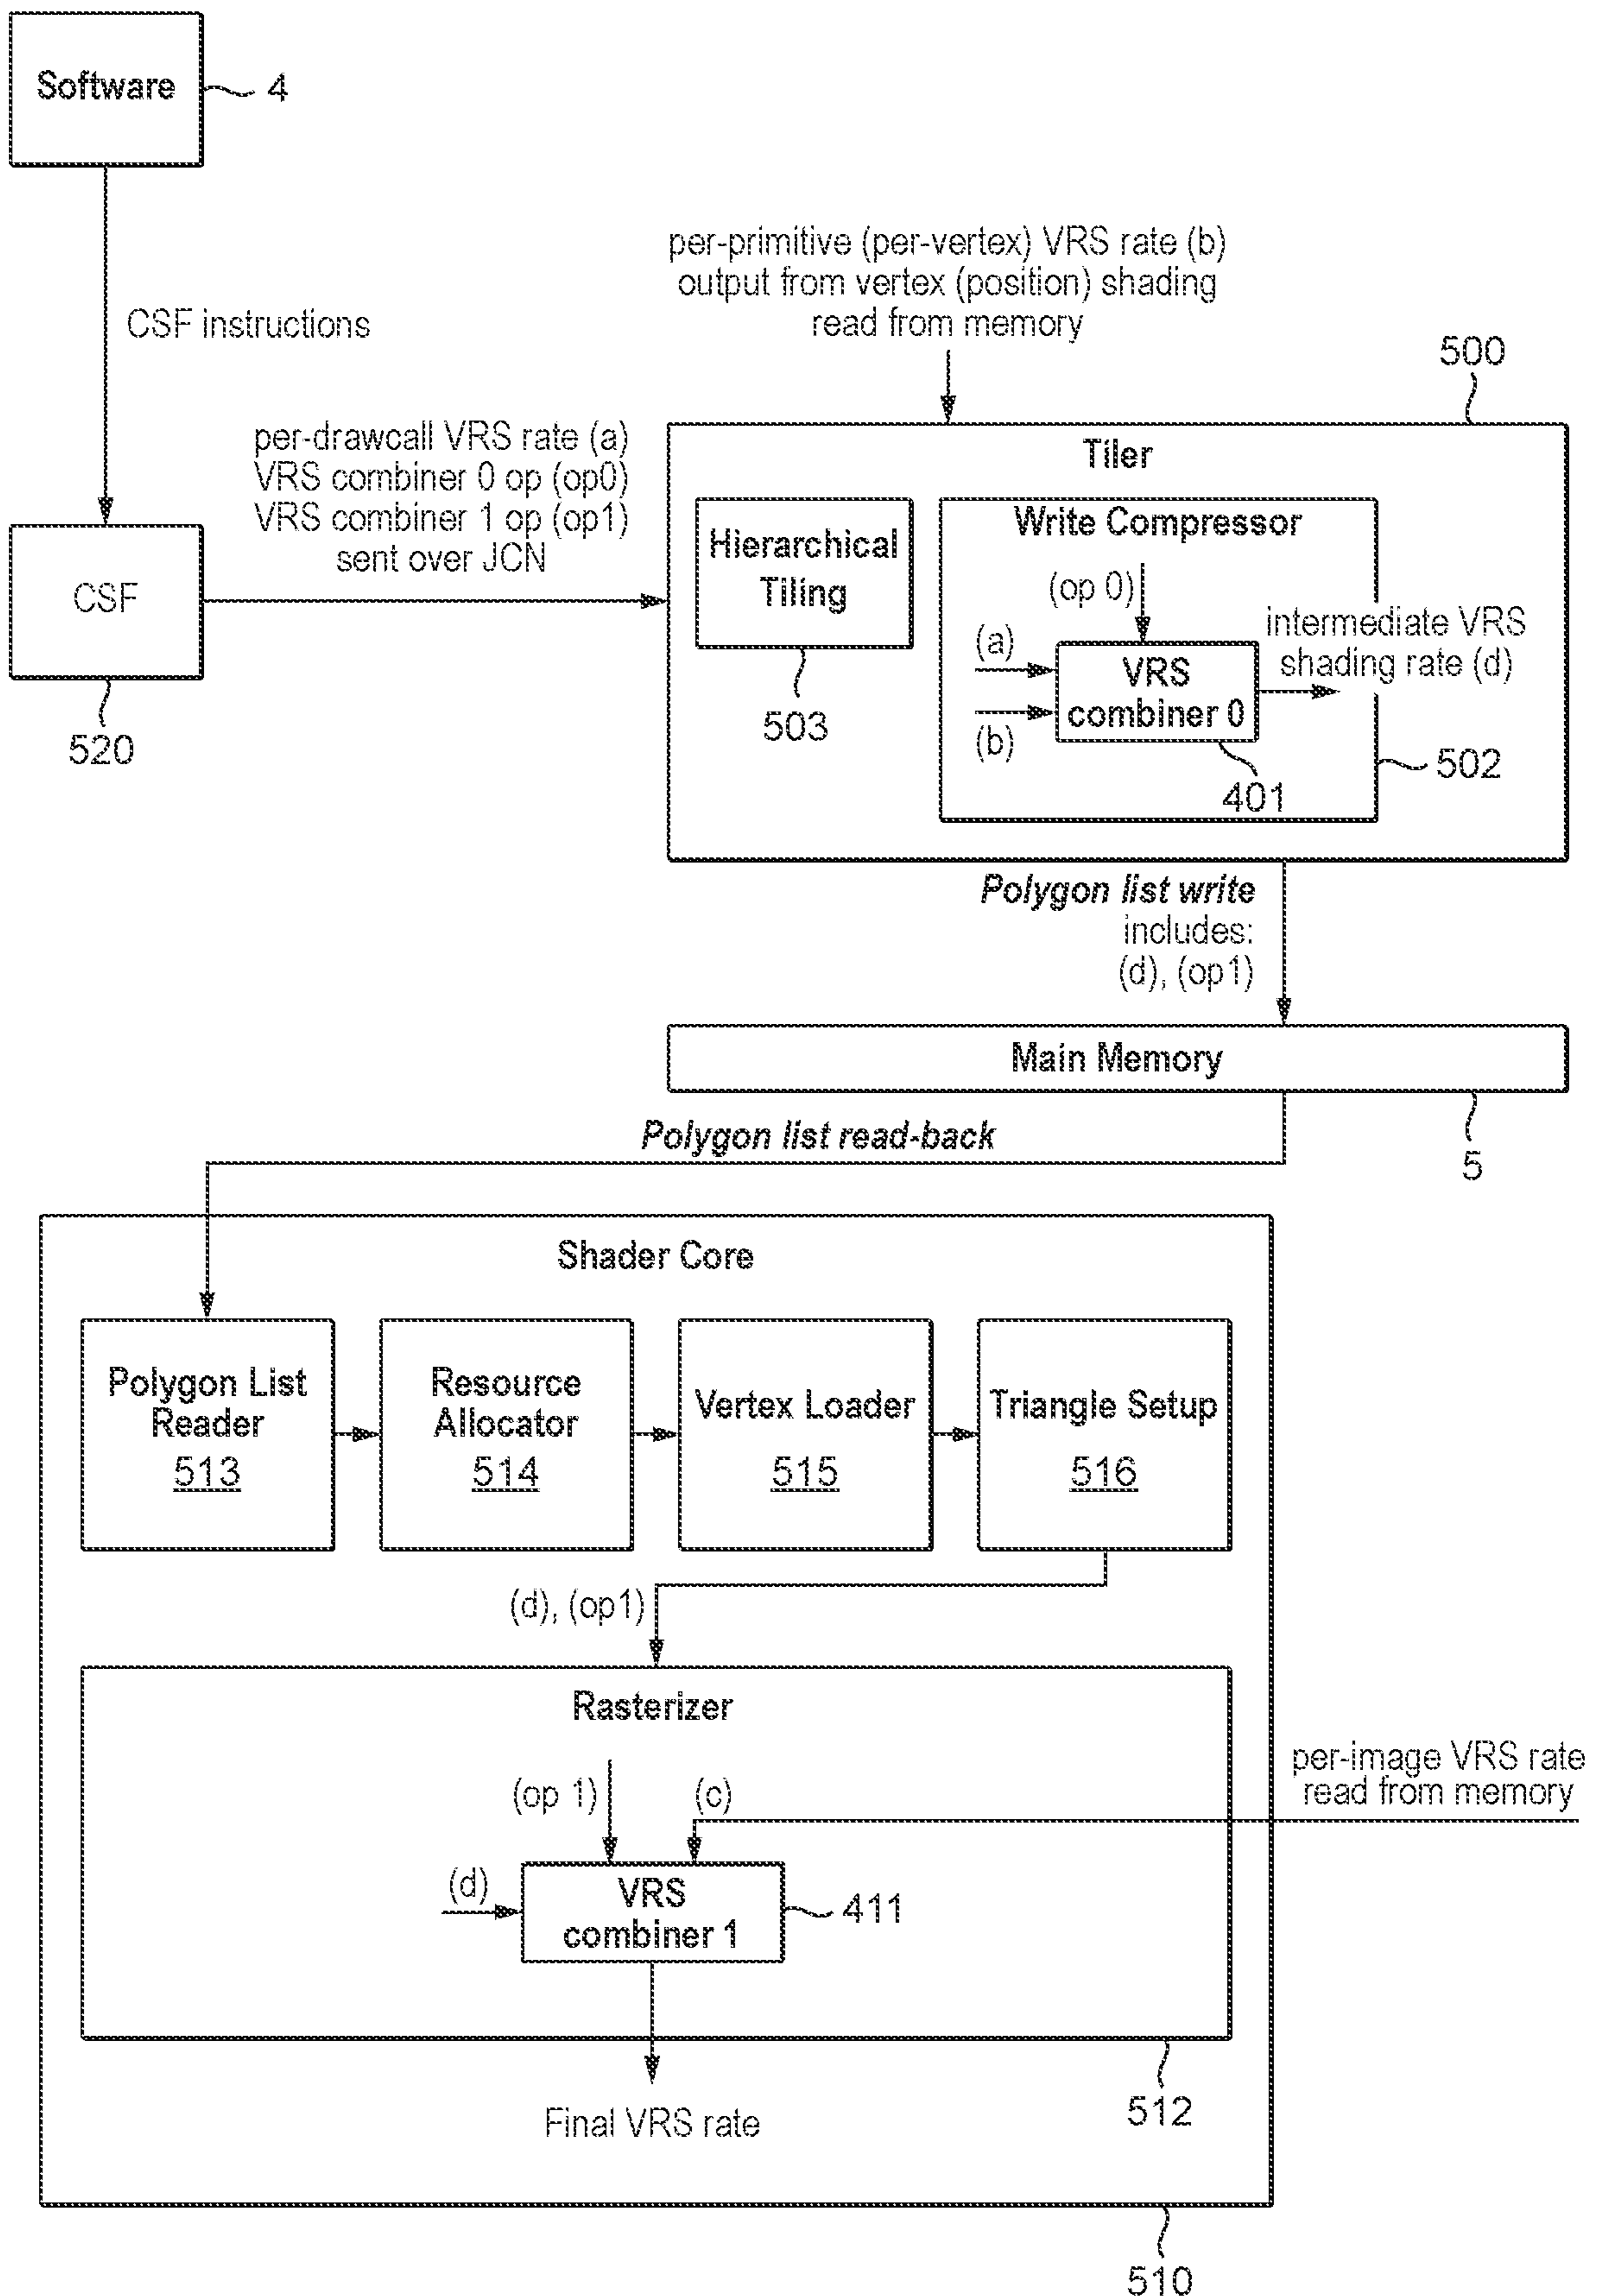 Software
4
CSF instructions
per-primitive (per-vertex) VRS rate (b)
output from vertex (position) shading
read from memory
500
per-drawcall VRS rate (a)
VRS combiner 0 op (op0)
VRS combiner 1 op (op1)
sent over JCN
CSF
520
Tiler
Hierarchical
Tiling
503
Write Compressor
(op 0)
(a)
(b)
VRS
combiner 0
401
intermediate VRS
shading rate (d)
502
Polygon list write
includes:
(d), (op1)
Main Memory
5
Polygon list read-back
Shader Core
Polygon List
Reader
513
Resource
Allocator
514
Vertex Loader
515
Triangle Setup
516
(d), (op1)
Rasterizer
(op 1)
(c)
per-image VRS rate
read from memory
(d)
VRS
combiner 1
411
512
Final VRS rate
510